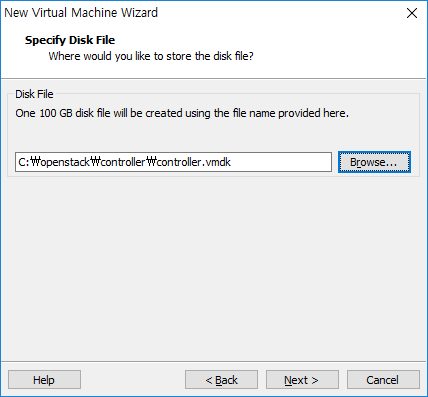 New Virtual Machine Wizard
Specify Disk File
Where would you like to store the disk file?
Disk File
One 100 GB disk file will be created using the file name provided here.
C:₩openstack₩controller₩controller.vmdk
Browse...
Help
< Back
Next >
Cancel